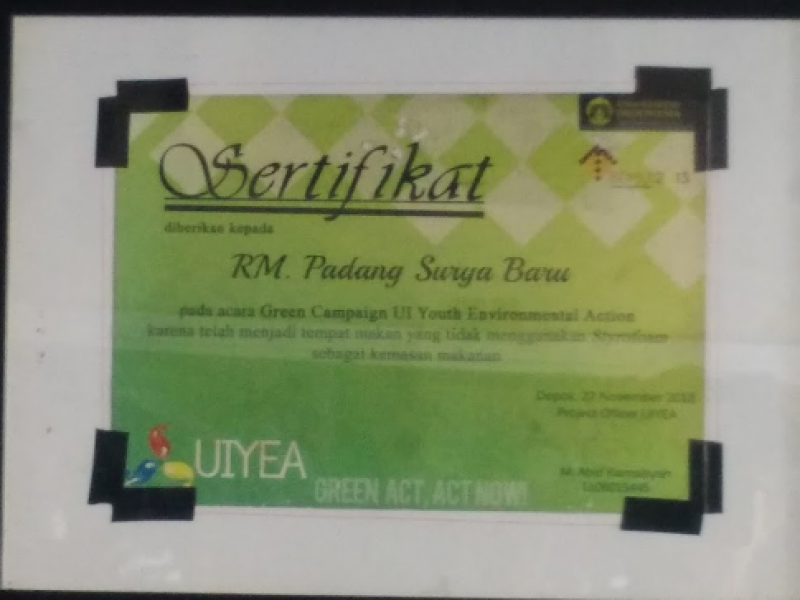 UNIVERSITAS
INDONESIA
Sertifikat
diberikan kepada
RM. Padang Surya Baru
pada acara Green Campaign UI Youth Environmental Action
karena telah menjadi tempat makan yang tidak menggunakan Styrofoam
sebagai kemasan makanan
Depok, 27 November
Project Officer UIYEA
UIYEA
GREEN ACT, ACT NOW!